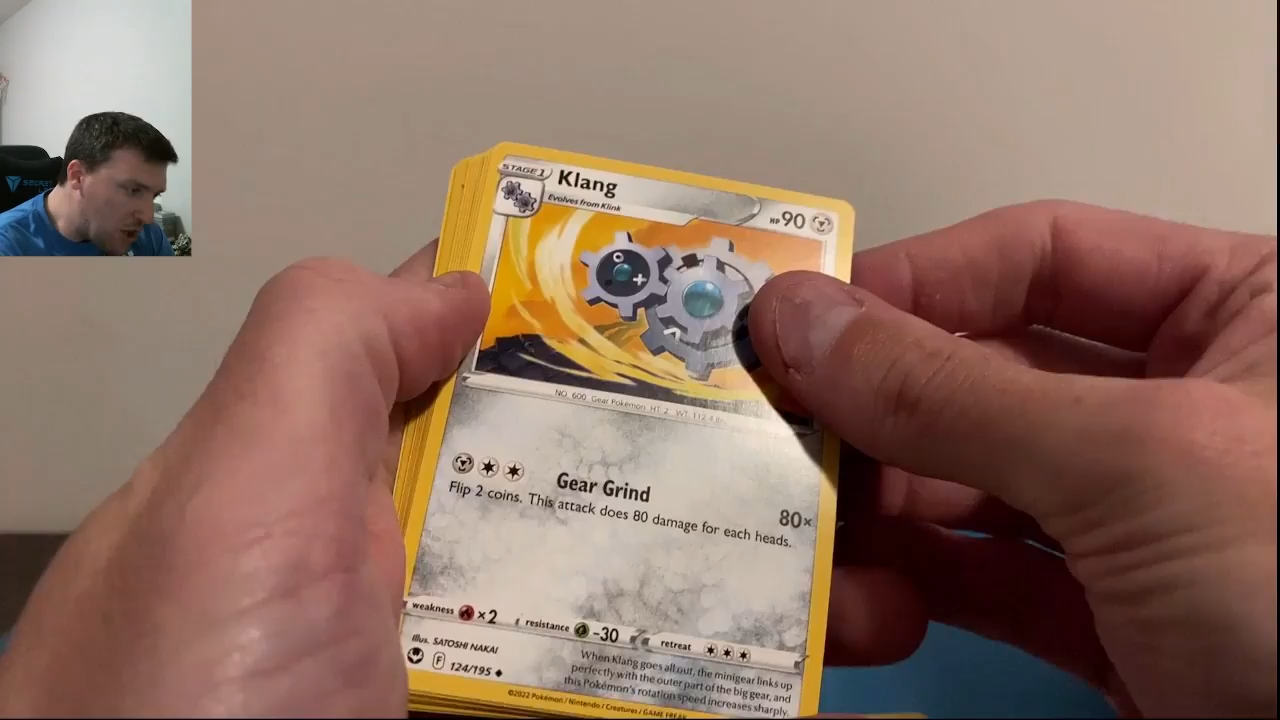 STAGE 1
Klang
Evolves from Klink
HP 90
NO. 600 Gear Pokémon HT: 2 WT: 112.4
Gear Grind
80×
Flip 2 coins. This attack does 80 damage for each heads.
weakness ×2 resistance -30 retreat
Illus. SATOSHI NAKAI
F 124/195
When Klang goes all out, the minigear links up
perfectly with the outer part of the big gear, and
this Pokémon's rotation speed increases sharply.
©2022 Pokémon / Nintendo / Creatures / GAME FREAK